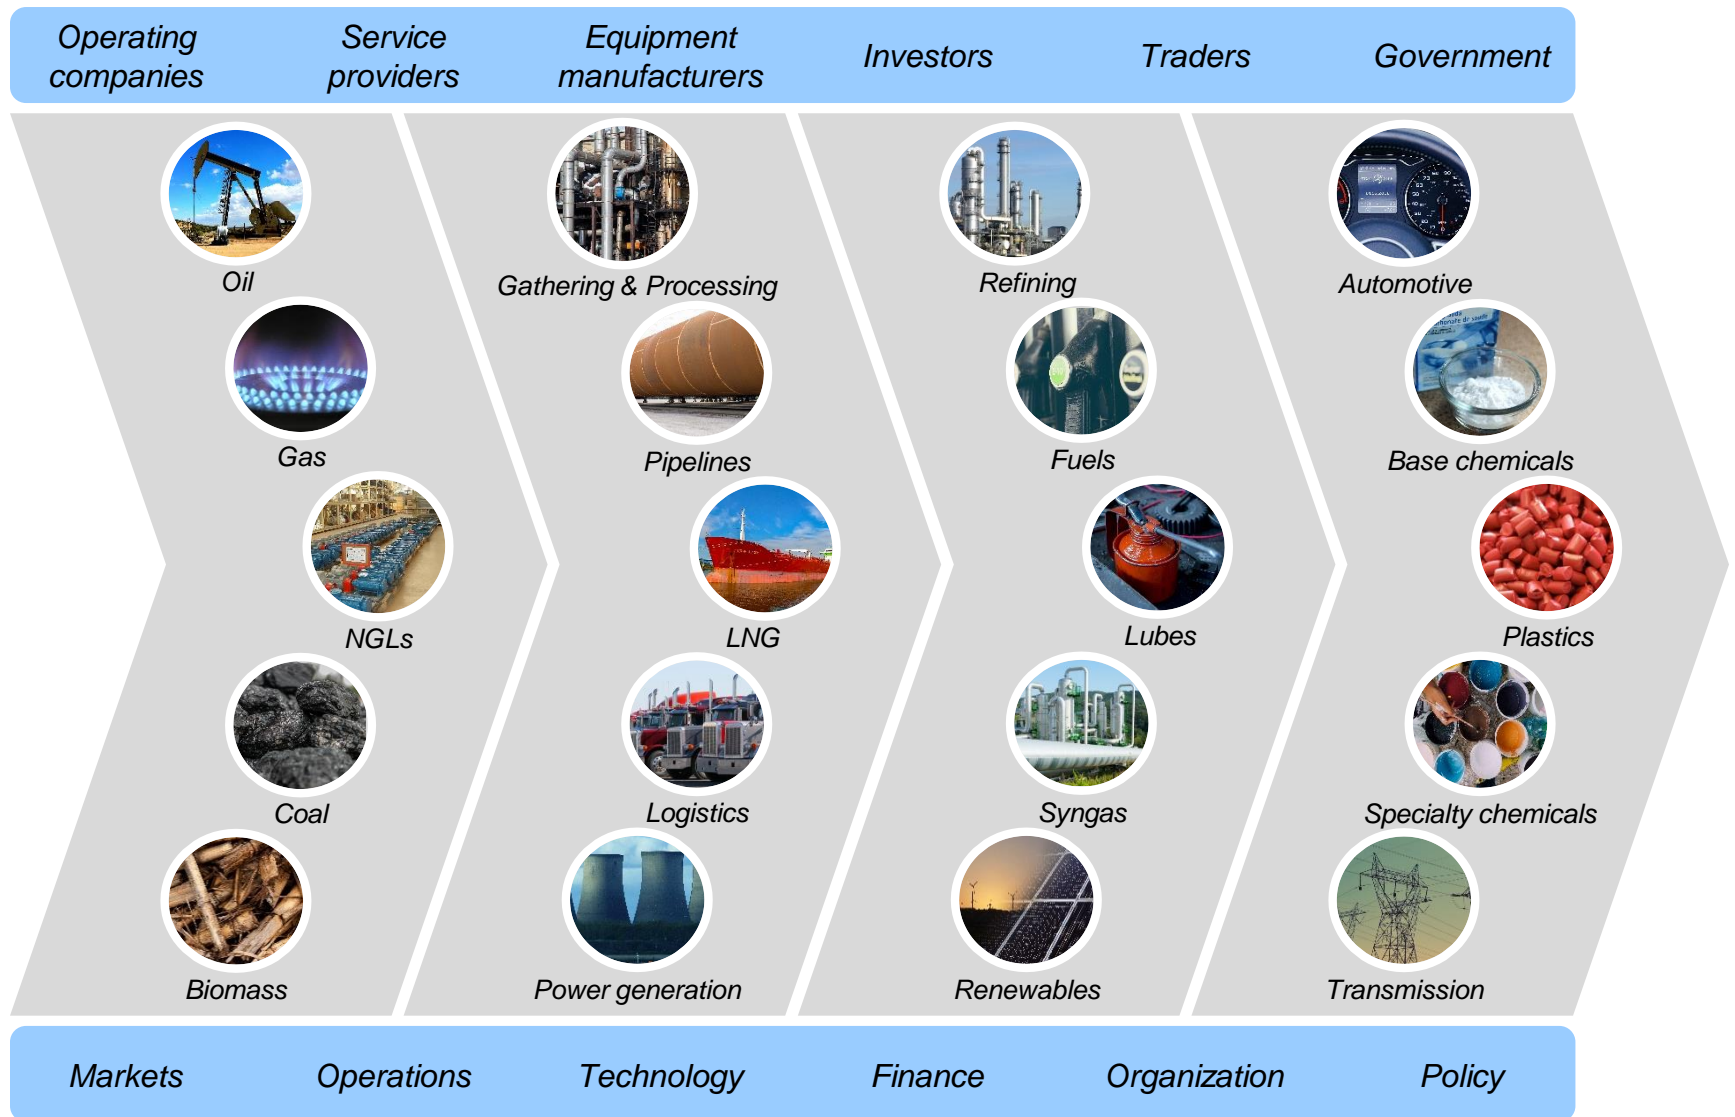 Operating
companies
Service
providers
Equipment
manufacturers
Investors
Traders
Government
Oil
Gathering & Processing
Refining
Automotive
Gas
Pipelines
Fuels
Base chemicals
NGLs
LNG
Lubes
Plastics
Coal
Logistics
Syngas
Specialty chemicals
Biomass
Power generation
Renewables
Transmission
Markets
Operations
Technology
Finance
Organization
Policy